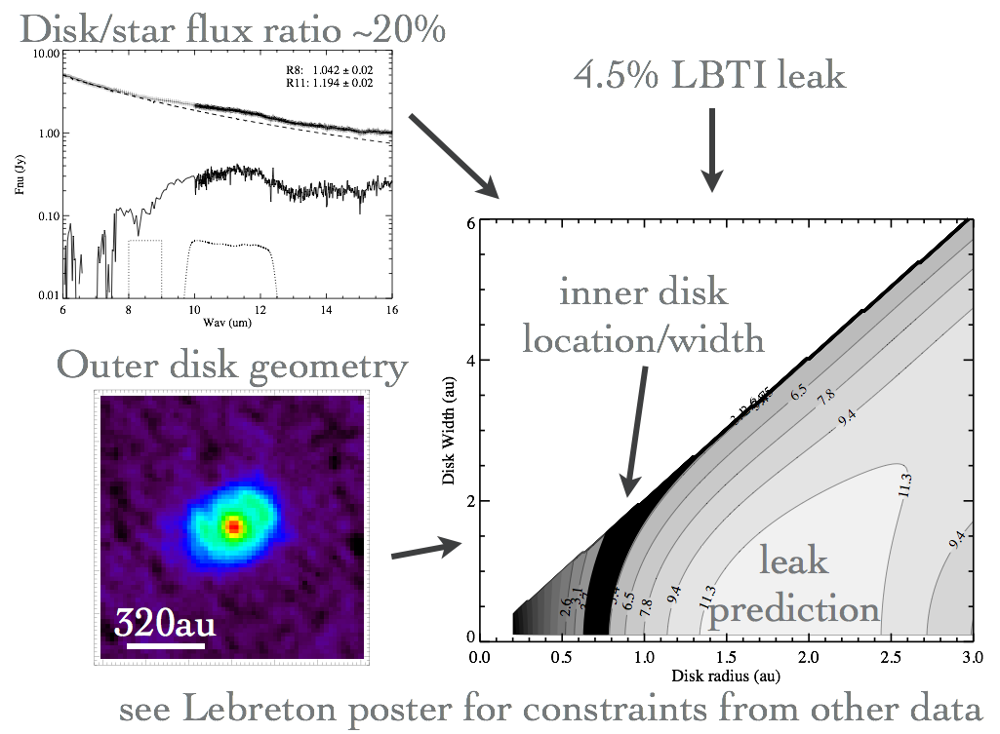 Disk/star flux ratio ~20%
10.00
1.00
0.10
0.01
Fnu (Jy)
R8: 1.042 ± 0.02
R11: 1.194 ± 0.02
6 8 10 12 14 16
Wav (um)
4.5% LBTI leak
Outer disk geometry
320au
inner disk
location/width
6
4
2
0
Disk Width (au)
6.5
7.8
9.4
11.3
9.4
2.6
3.1
6.5
7.8
9.4
11.3
leak
prediction
0.0 0.5 1.0 1.5 2.0 2.5 3.0
Disk radius (au)
see Lebreton poster for constraints from other data